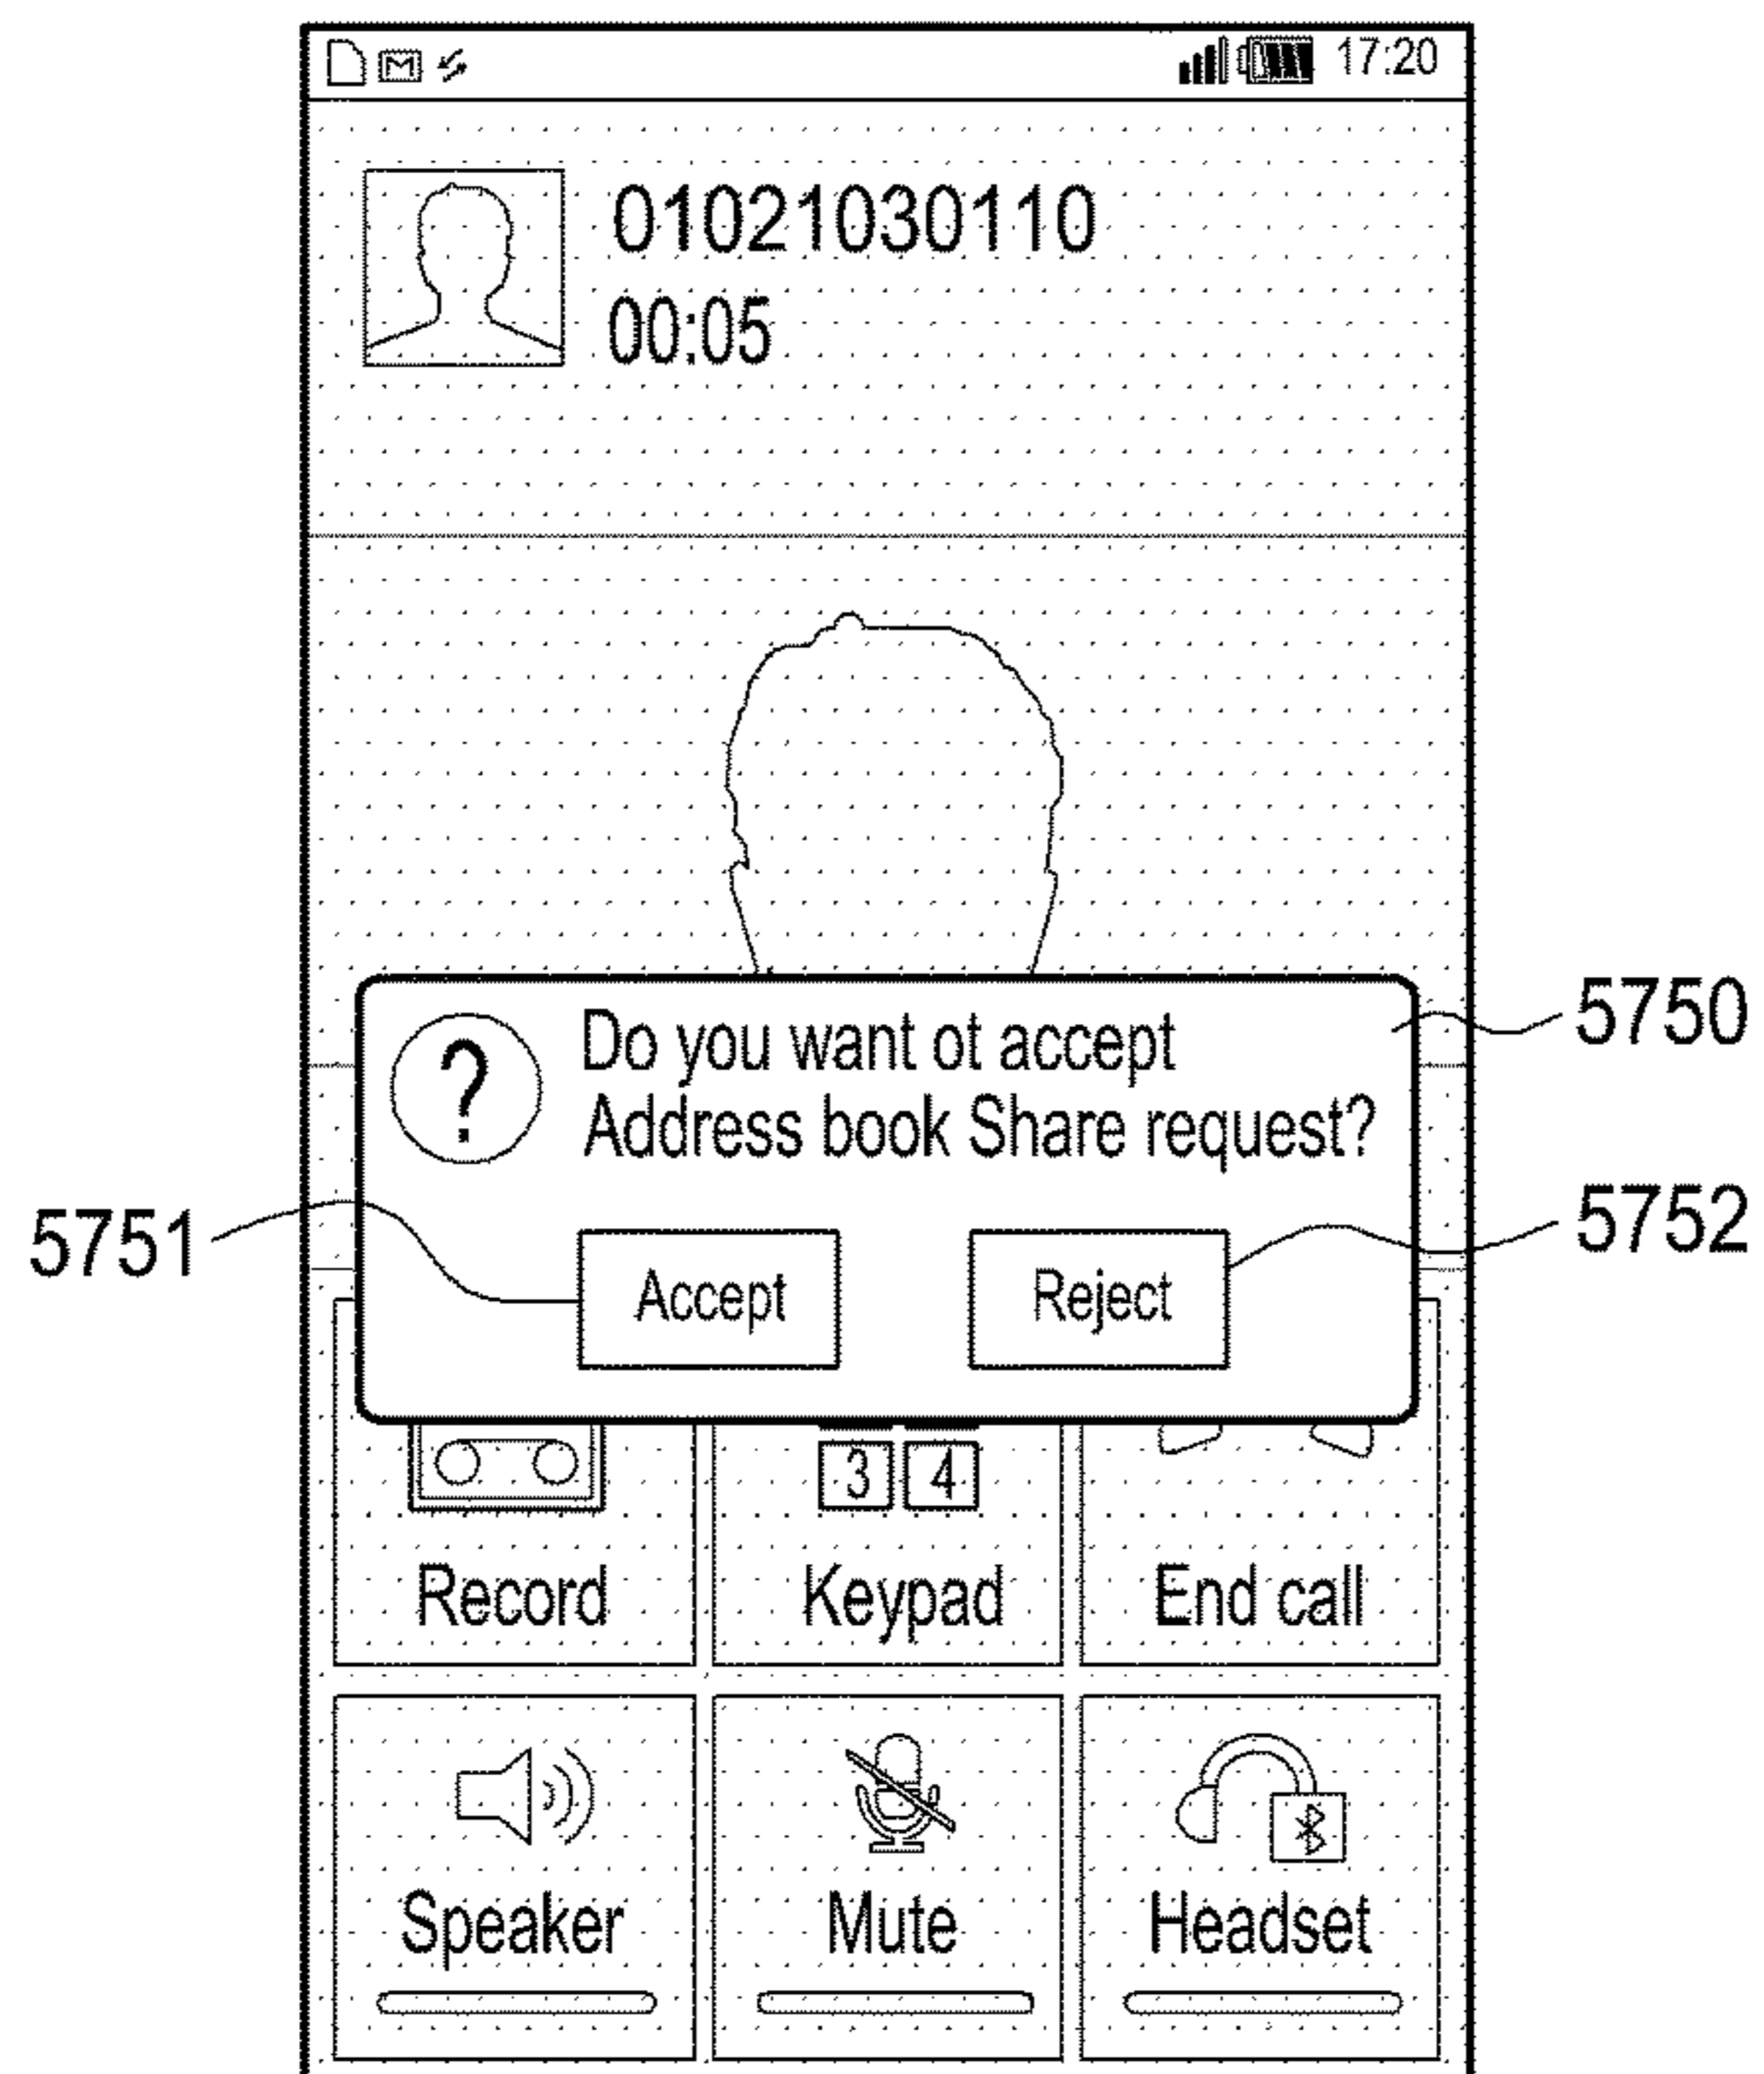 17:20
01021030110
00:05
5750
Do you want ot accept
Address book Share request?
?
5751
5752
Accept
Reject
3 4
Record
Keypad
End call
Speaker
Mute
Headset